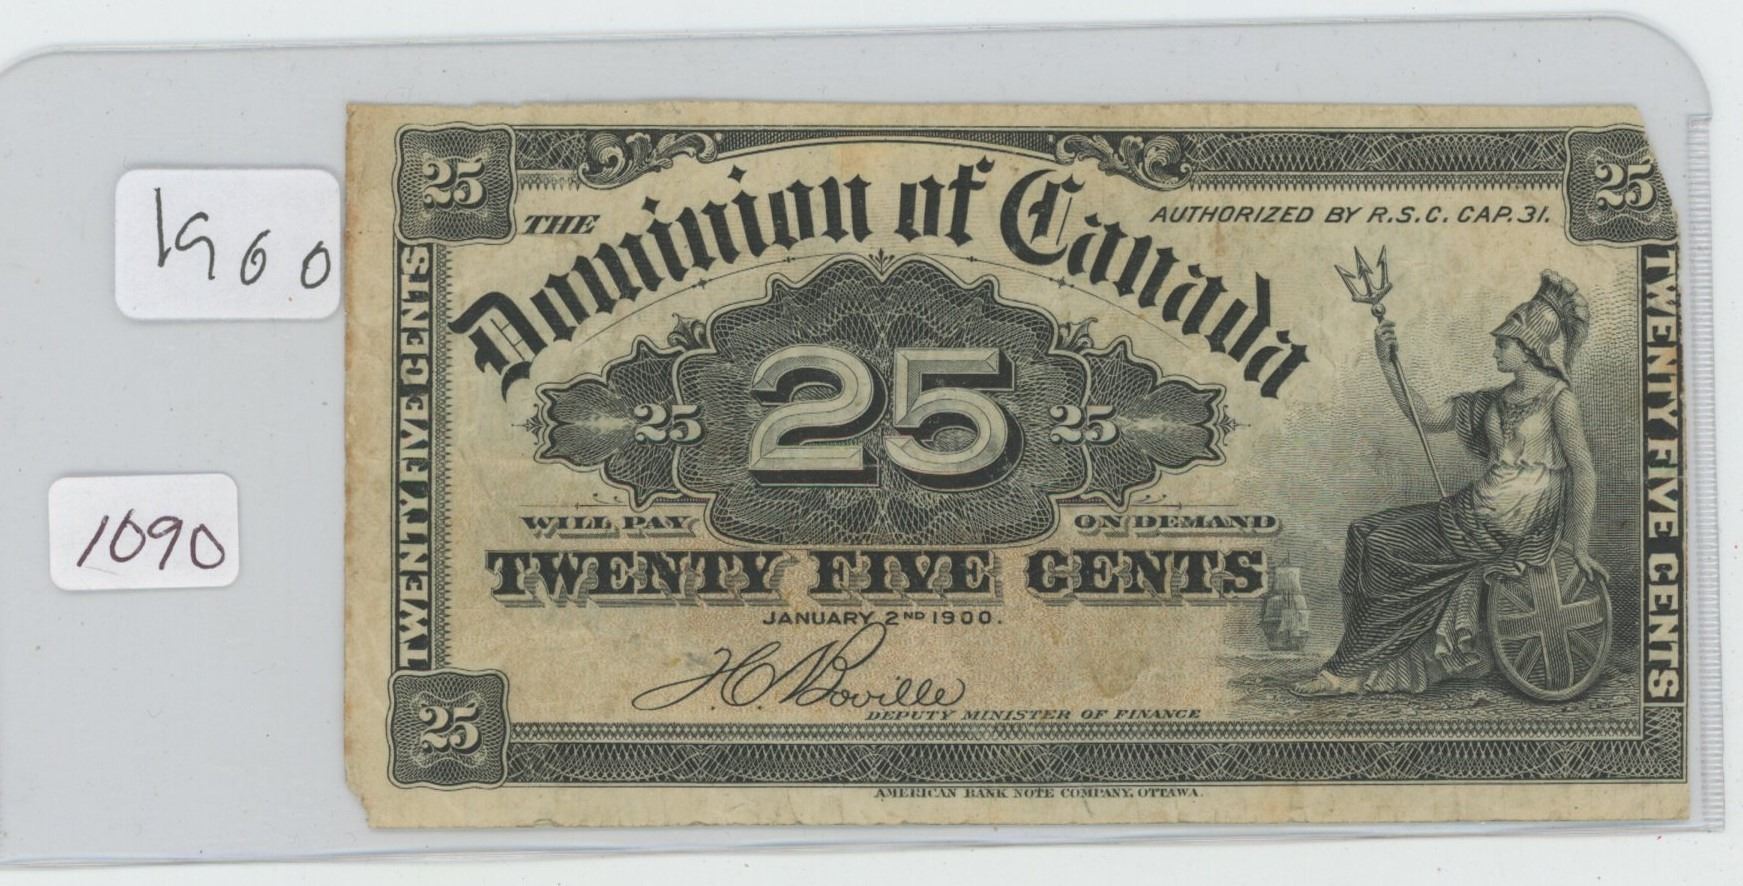 1900
1090
25
25
THE
Dominion of Canada
AUTHORIZED BY R.S.C. CAP. 31.
TWENTY FIVE CENTS
TWENTY FIVE CENTS
25
25
25
WILL PAY
ON DEMAND
TWENTY FIVE CENTS
JANUARY 2ND 1900.
H.C. Boville
DEPUTY MINISTER OF FINANCE
25
AMERICAN BANK NOTE COMPANY, OTTAWA.